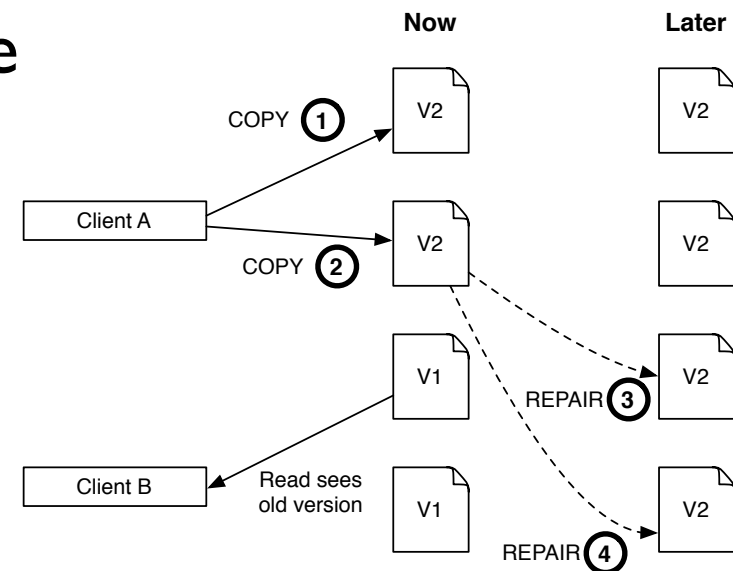 e
Now Later
V2 V2
COPY 1
Client A
V2 V2
COPY 2
V1 V2
REPAIR 3
Client B
Read sees
old version
V1 V2
REPAIR 4